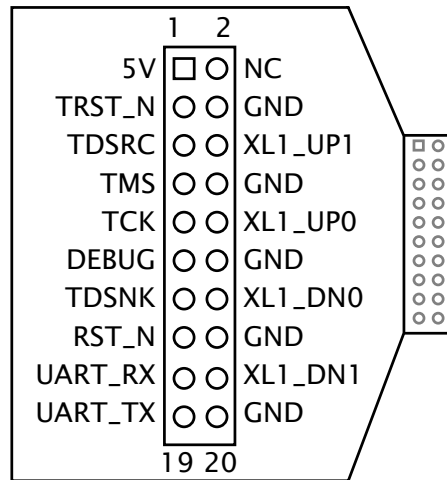 1 2
5V NC
TRST_N GND
TDSRC XL1_UP1
TMS GND
TCK XL1_UP0
DEBUG GND
TDSNK XL1_DN0
RST_N GND
UART_RX XL1_DN1
UART_TX GND
19 20